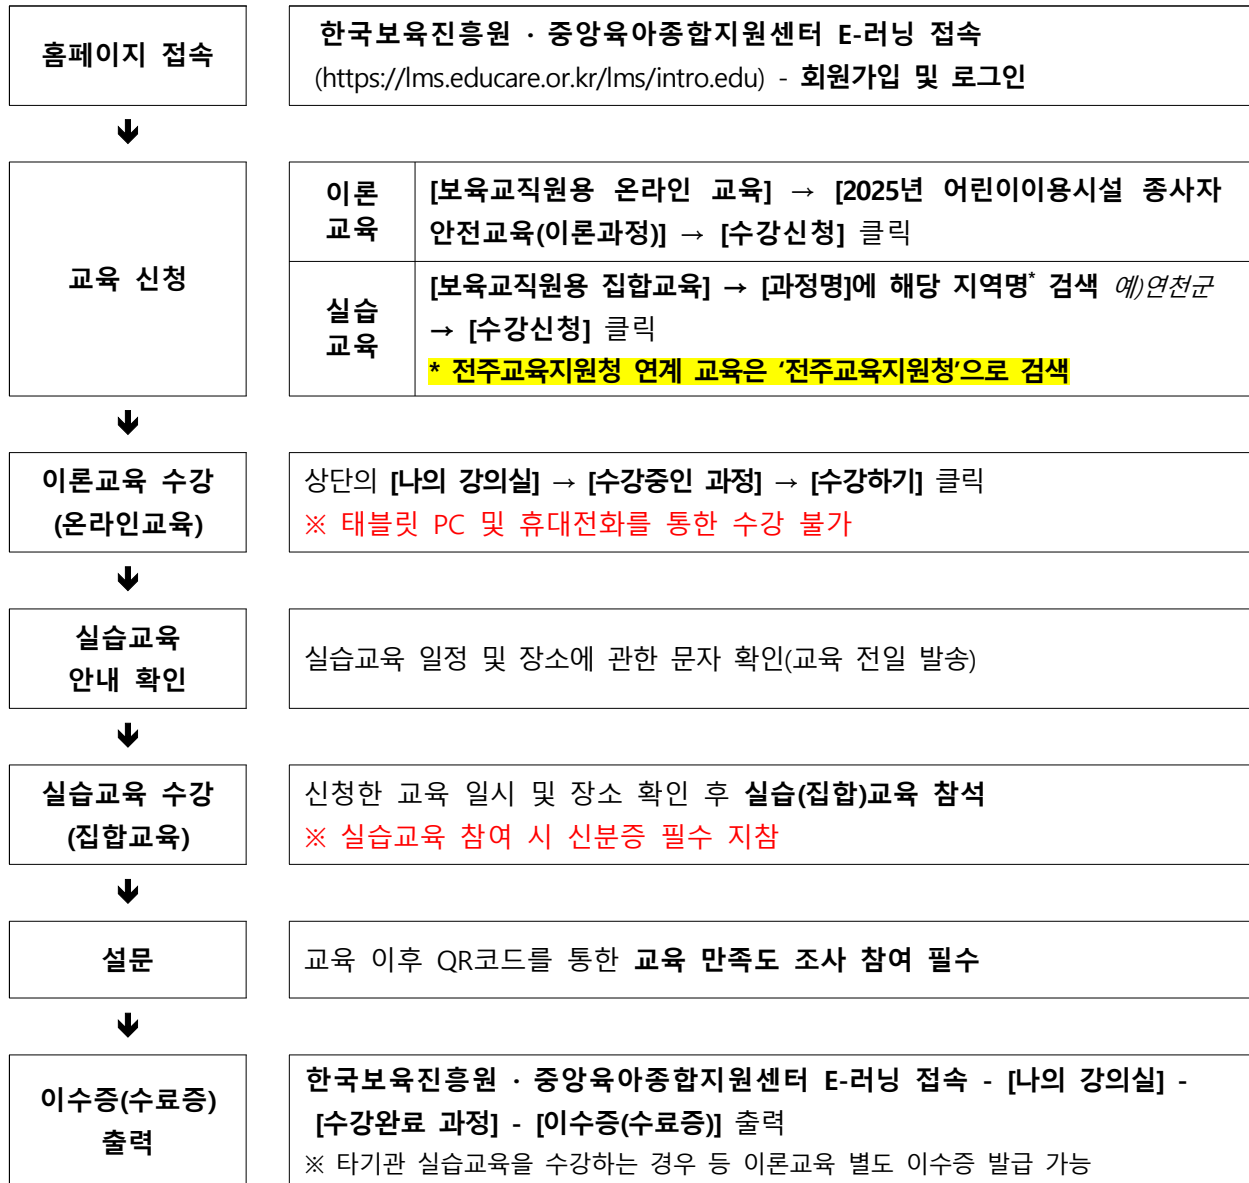 홈페이지 접속
한국보육진흥원 · 중앙육아종합지원센터 E-러닝 접속
(https://lms.educare.or.kr/lms/intro.edu) - 회원가입 및 로그인
🡻
교육 신청
이론
교육
[보육교직원용 온라인 교육] → [2025년 어린이이용시설 종사자
안전교육(이론과정)] → [수강신청] 클릭
실습
교육
[보육교직원용 집합교육] → [과정명]에 해당 지역명* 검색 예)연천군
→ [수강신청] 클릭
* 전주교육지원청 연계 교육은 ‘전주교육지원청’으로 검색
🡻
이론교육 수강
(온라인교육)
상단의 [나의 강의실] → [수강중인 과정] → [수강하기] 클릭
※ 태블릿 PC 및 휴대전화를 통한 수강 불가
🡻
실습교육
안내 확인
실습교육 일정 및 장소에 관한 문자 확인(교육 전일 발송)
🡻
실습교육 수강
(집합교육)
신청한 교육 일시 및 장소 확인 후 실습(집합)교육 참석
※ 실습교육 참여 시 신분증 필수 지참
🡻
설문
교육 이후 QR코드를 통한 교육 만족도 조사 참여 필수
🡻
이수증(수료증)
출력
한국보육진흥원 · 중앙육아종합지원센터 E-러닝 접속 - [나의 강의실] -
[수강완료 과정] - [이수증(수료증)] 출력
※ 타기관 실습교육을 수강하는 경우 등 이론교육 별도 이수증 발급 가능